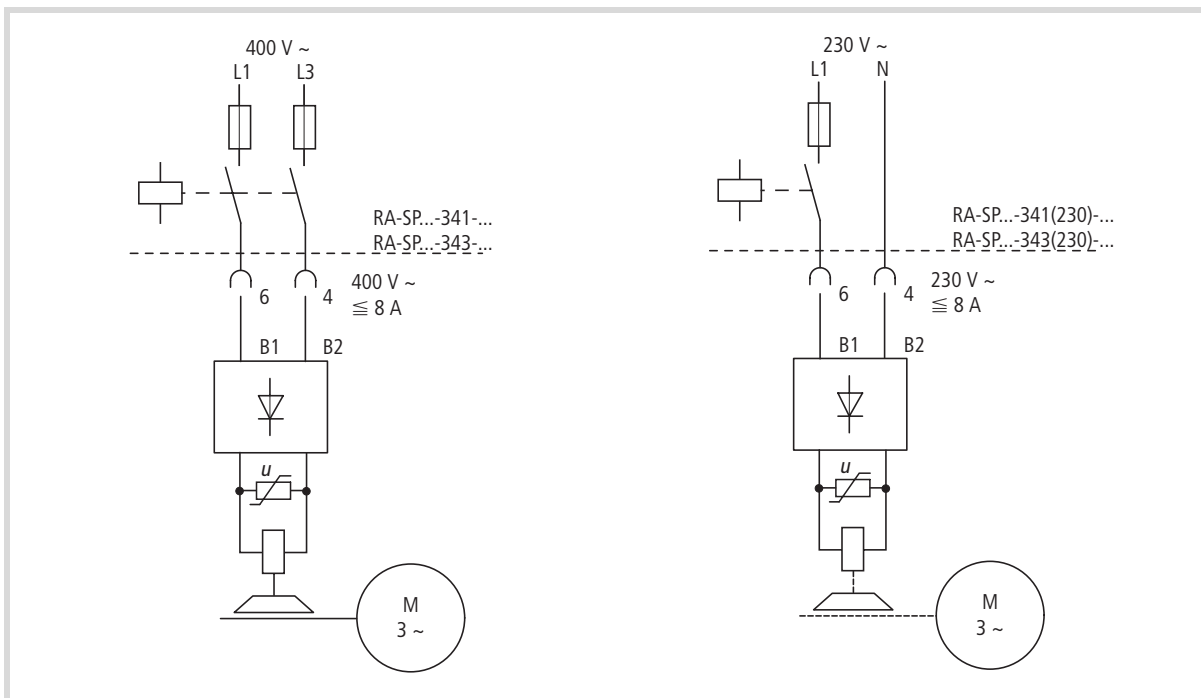 400 V ~
L1 L3
RA-SP...-341-...
RA-SP...-343-...
6 4 400 V ~
≦ 8 A
B1 B2
u
M
3 ~
230 V ~
L1 N
RA-SP...-341(230)-...
RA-SP...-343(230)-...
6 4 230 V ~
≦ 8 A
B1 B2
u
M
3 ~